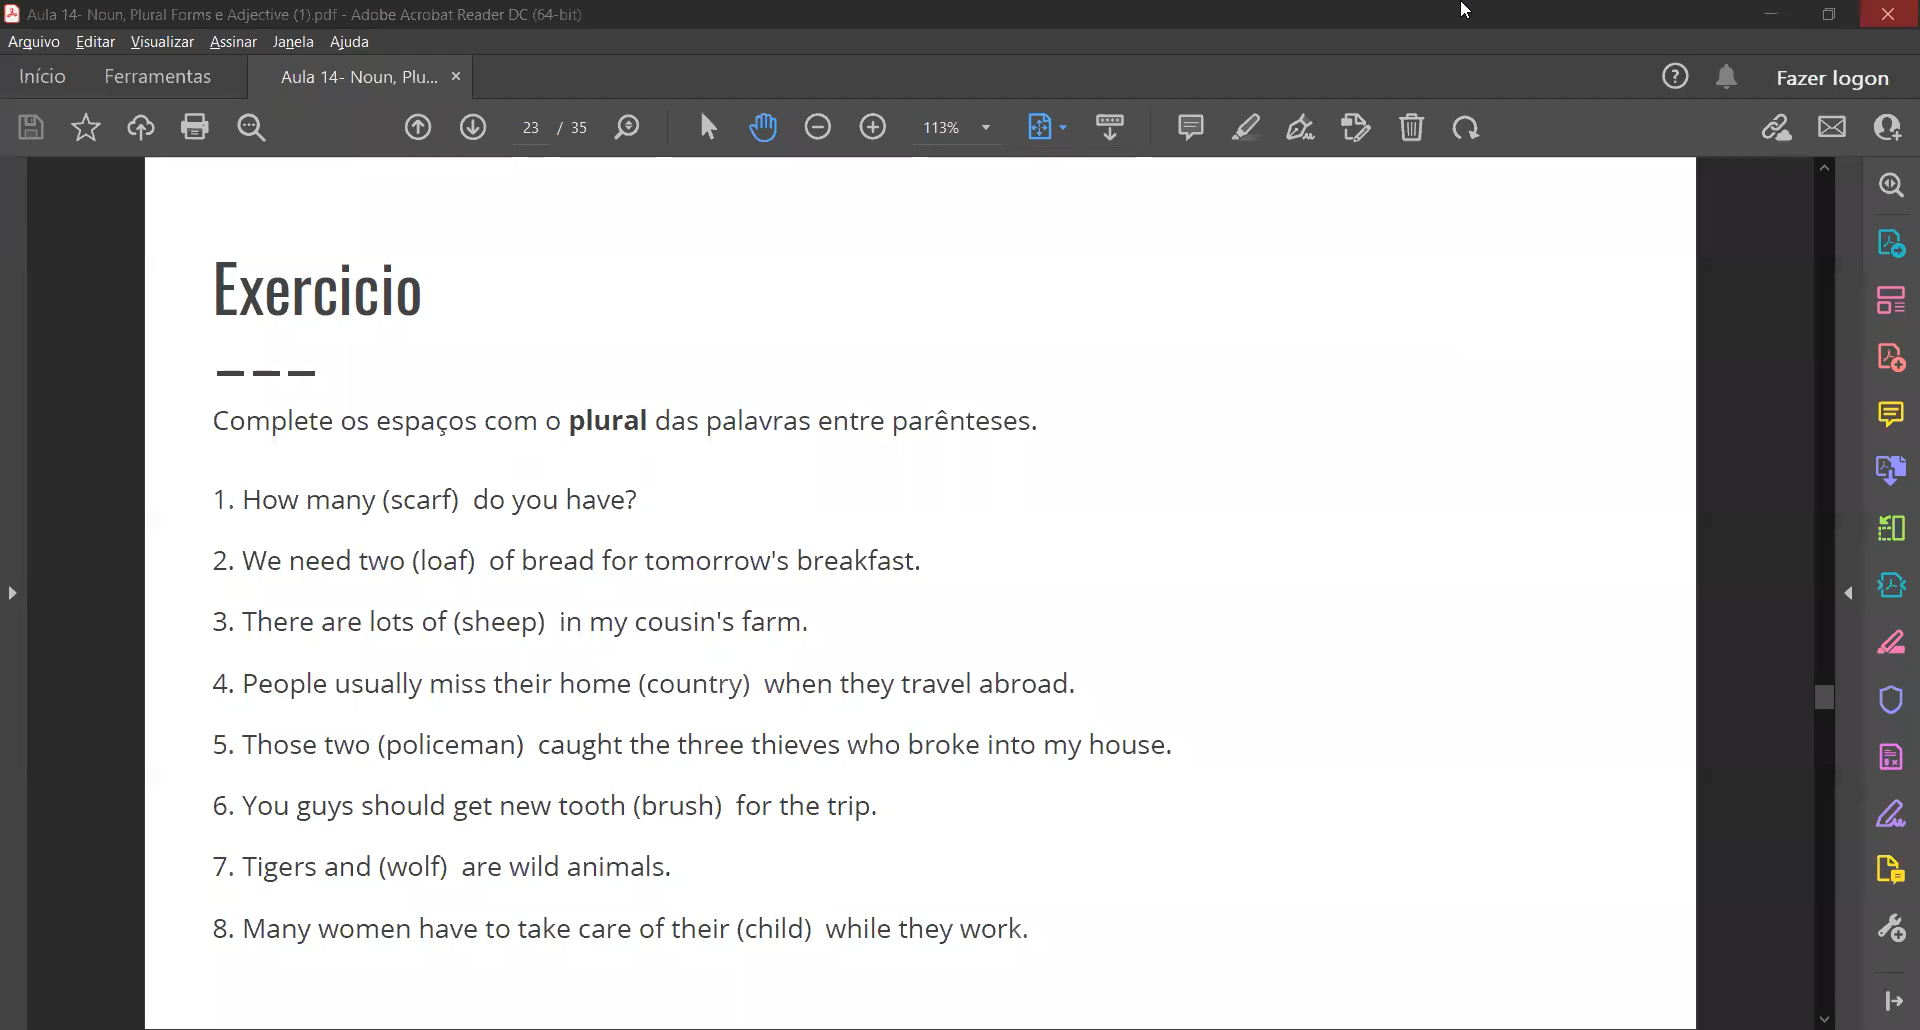 Aula 14- Noun, Plural Forms e Adjective (1).pdf - Adobe Acrobat Reader DC (64-bit)
Arquivo Editar Visualizar Assinar Janela Ajuda
Início Ferramentas Aula 14- Noun, Plu... × Fazer logon
23 / 35 113%
Exercicio
Complete os espaços com o plural das palavras entre parênteses.
1. How many (scarf) do you have?
2. We need two (loaf) of bread for tomorrow's breakfast.
3. There are lots of (sheep) in my cousin's farm.
4. People usually miss their home (country) when they travel abroad.
5. Those two (policeman) caught the three thieves who broke into my house.
6. You guys should get new tooth (brush) for the trip.
7. Tigers and (wolf) are wild animals.
8. Many women have to take care of their (child) while they work.